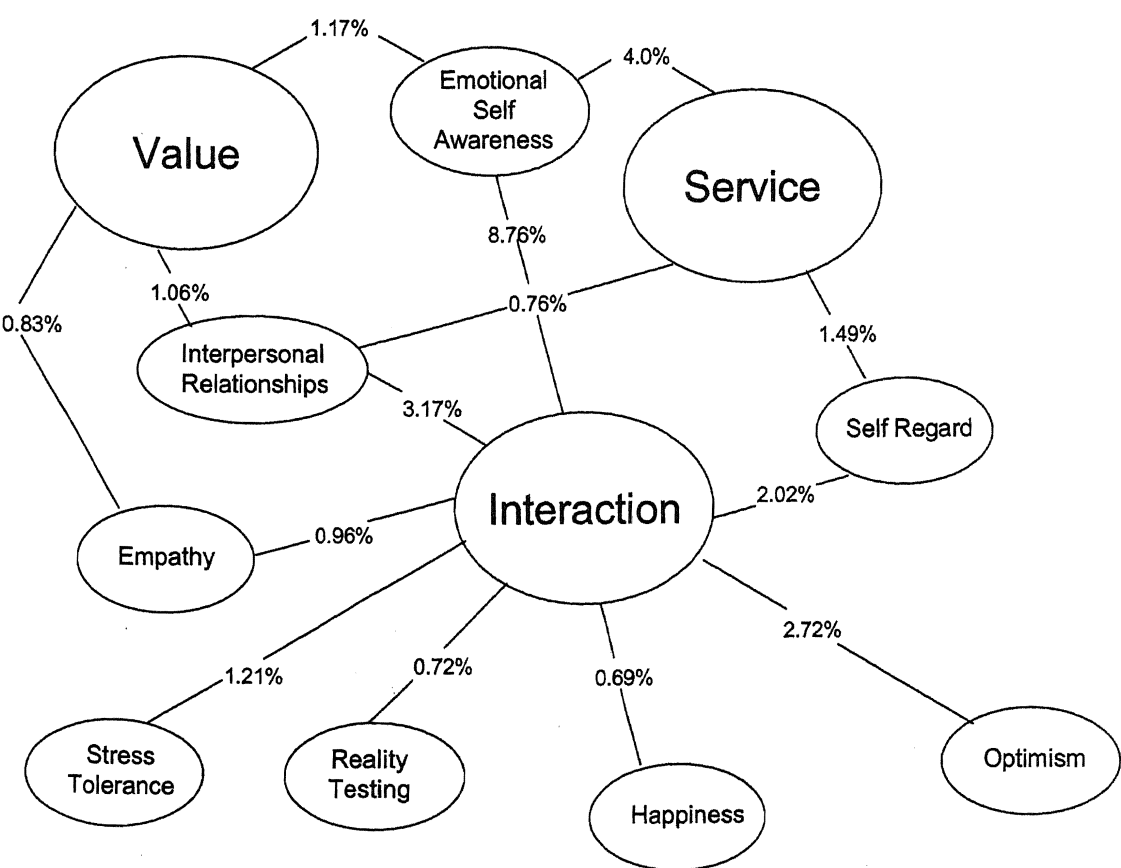 1.17%
4.0%
Emotional
Self
Awareness
Value
Service
8.76%
1.06%
0.76%
0.83%
1.49%
Interpersonal
Relationships
3.17%
Self Regard
2.02%
Interaction
0.96%
Empathy
2.72%
1.21%
0.72%
0.69%
Stress
Tolerance
Reality
Testing
Optimism
Happiness